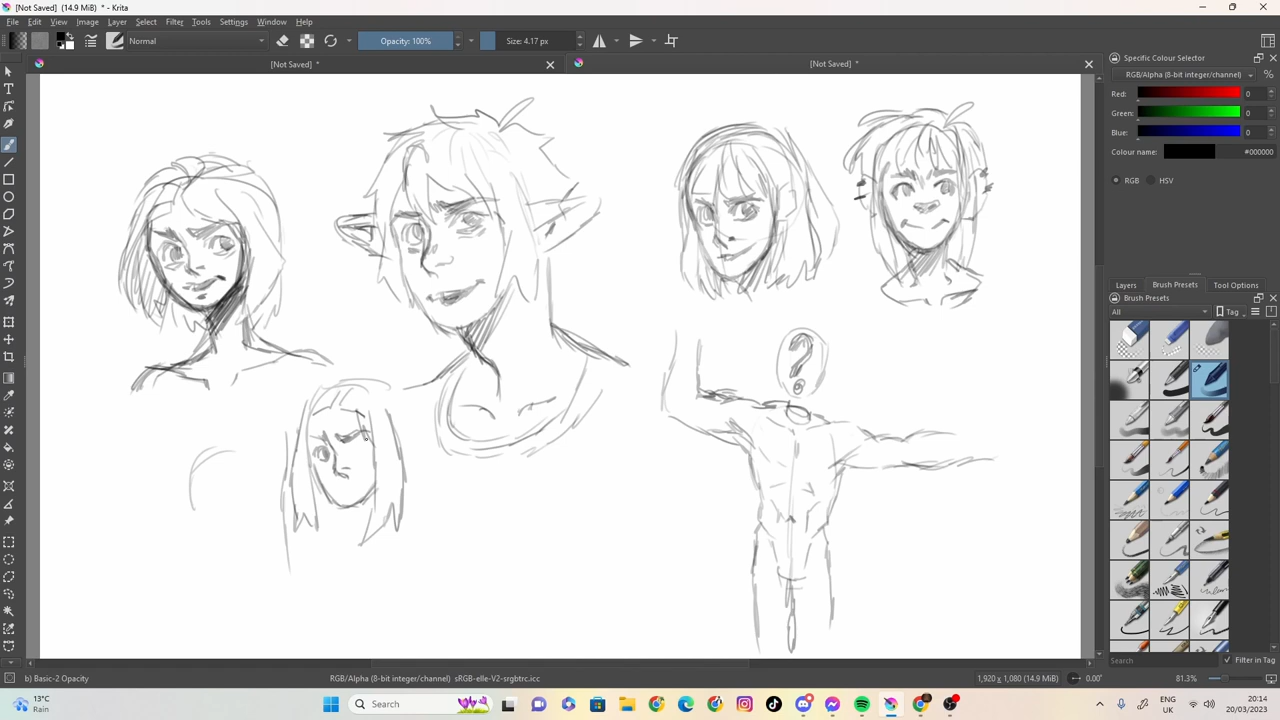 [Not Saved]  (14.9 MiB)  * - Krita
File Edit View Image Layer Select Filter Tools Settings Window Help
Normal Opacity: 100% Size: 4.17 px
[Not Saved] * [Not Saved] *
Specific Colour Selector
RGB/Alpha (8-bit integer/channel) %
Red: 0
Green: 0
Blue: 0
Colour name: #000000
RGB HSV
?
Layers Brush Presets Tool Options
Brush Presets
All Tag
Search Filter in Tag
b) Basic-2 Opacity RGB/Alpha (8-bit integer/channel)  sRGB-elle-V2-srgbtrc.icc 1,920 x 1,080 (14.9 MiB) 0.00° 81.3%
13°C
Rain
Search
ENG
UK
20:14
20/03/2023